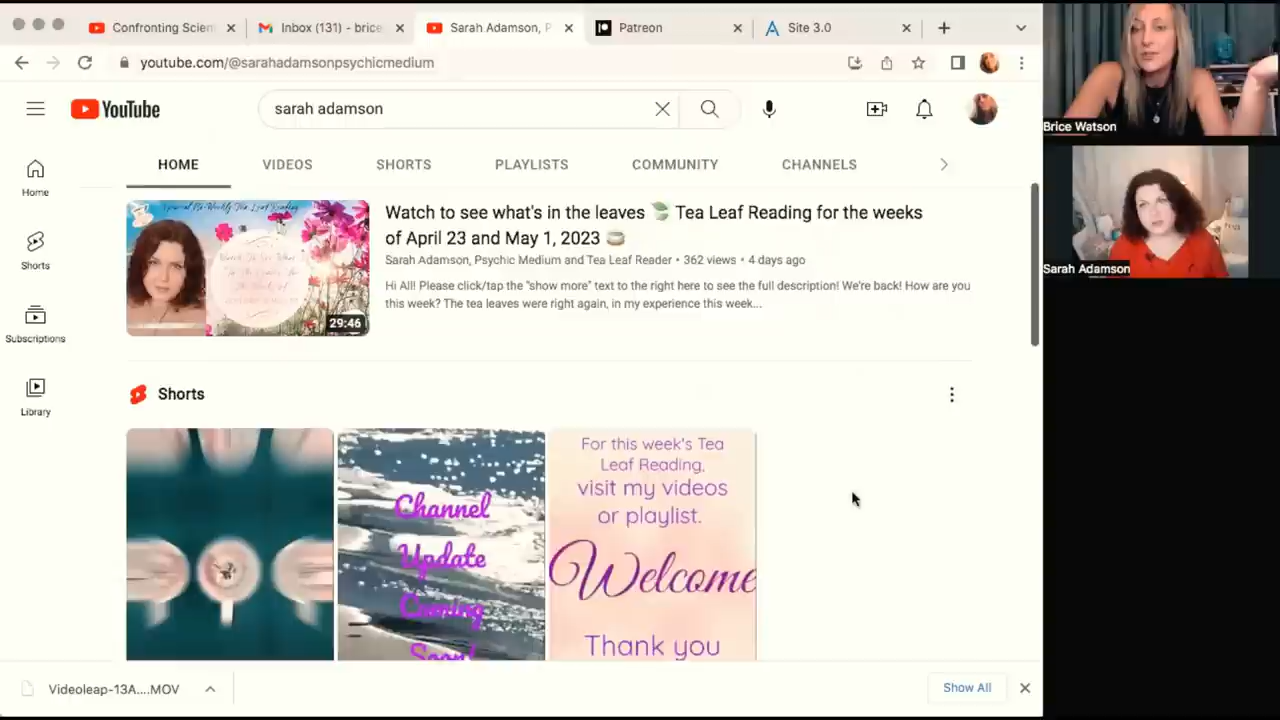 Confronting Scien
Inbox (131) - brice
Sarah Adamson, P
Patreon
Site 3.0
youtube.com/@sarahadamsonpsychicmedium
YouTube
sarah adamson
HOME
VIDEOS
SHORTS
PLAYLISTS
COMMUNITY
CHANNELS
Home
Shorts
Subscriptions
Library
29:46
Watch to see what's in the leaves 🍃 Tea Leaf Reading for the weeks
of April 23 and May 1, 2023 ☕
Sarah Adamson, Psychic Medium and Tea Leaf Reader • 362 views • 4 days ago
Hi All! Please click/tap the "show more" text to the right here to see the full description! We're back! How are you
this week? The tea leaves were right again, in my experience this week...
Shorts
Channel
Update
Coming
Soon!
For this week's Tea
Leaf Reading,
visit my videos
or playlist.
Welcome
Thank you
Videoleap-13A....MOV
Show All
Brice Watson
Sarah Adamson